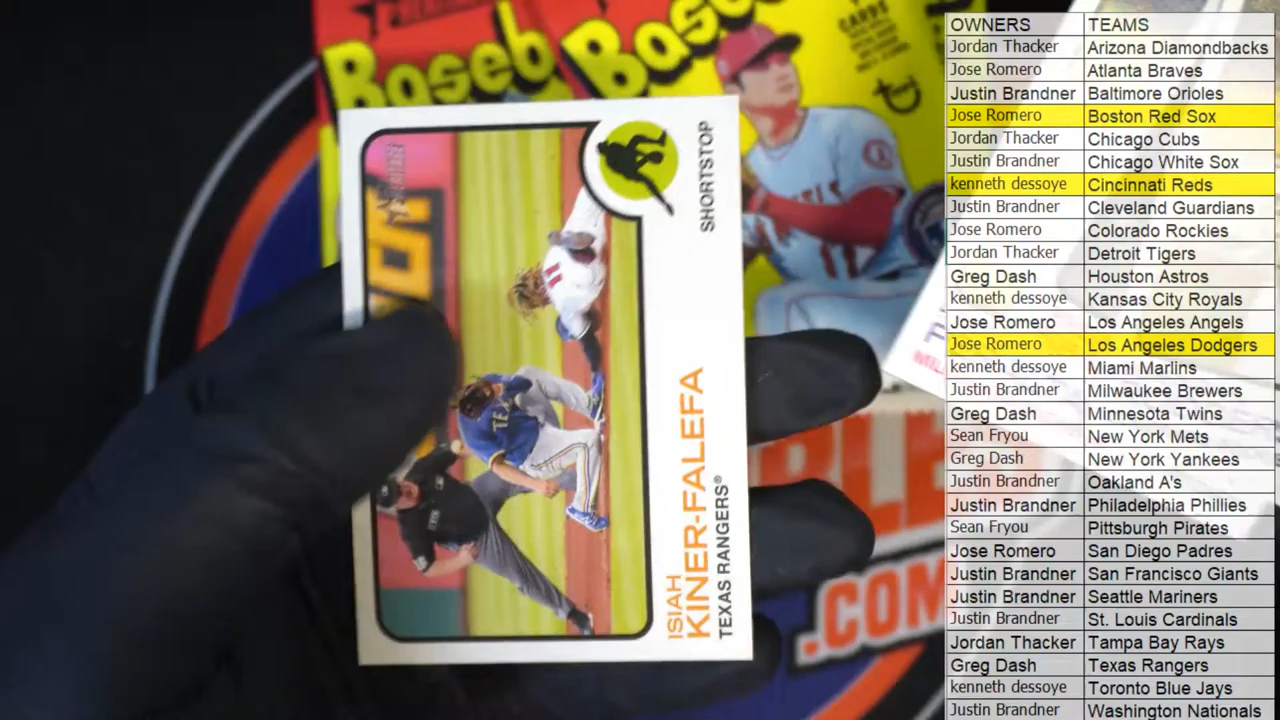 Baseb
Bas
CARDS
SHORTSTOP
ISIAH
KINER-FALEFA
TEXAS RANGERS®
11
.COM
OWNERS TEAMS
Jordan Thacker Arizona Diamondbacks
Jose Romero Atlanta Braves
Justin Brandner Baltimore Orioles
Jose Romero Boston Red Sox
Jordan Thacker Chicago Cubs
Justin Brandner Chicago White Sox
kenneth dessoye Cincinnati Reds
Justin Brandner Cleveland Guardians
Jose Romero Colorado Rockies
Jordan Thacker Detroit Tigers
Greg Dash Houston Astros
kenneth dessoye Kansas City Royals
Jose Romero Los Angeles Angels
Jose Romero Los Angeles Dodgers
kenneth dessoye Miami Marlins
Justin Brandner Milwaukee Brewers
Greg Dash Minnesota Twins
Sean Fryou New York Mets
Greg Dash New York Yankees
Justin Brandner Oakland A's
Justin Brandner Philadelphia Phillies
Sean Fryou Pittsburgh Pirates
Jose Romero San Diego Padres
Justin Brandner San Francisco Giants
Justin Brandner Seattle Mariners
Justin Brandner St. Louis Cardinals
Jordan Thacker Tampa Bay Rays
Greg Dash Texas Rangers
kenneth dessoye Toronto Blue Jays
Justin Brandner Washington Nationals